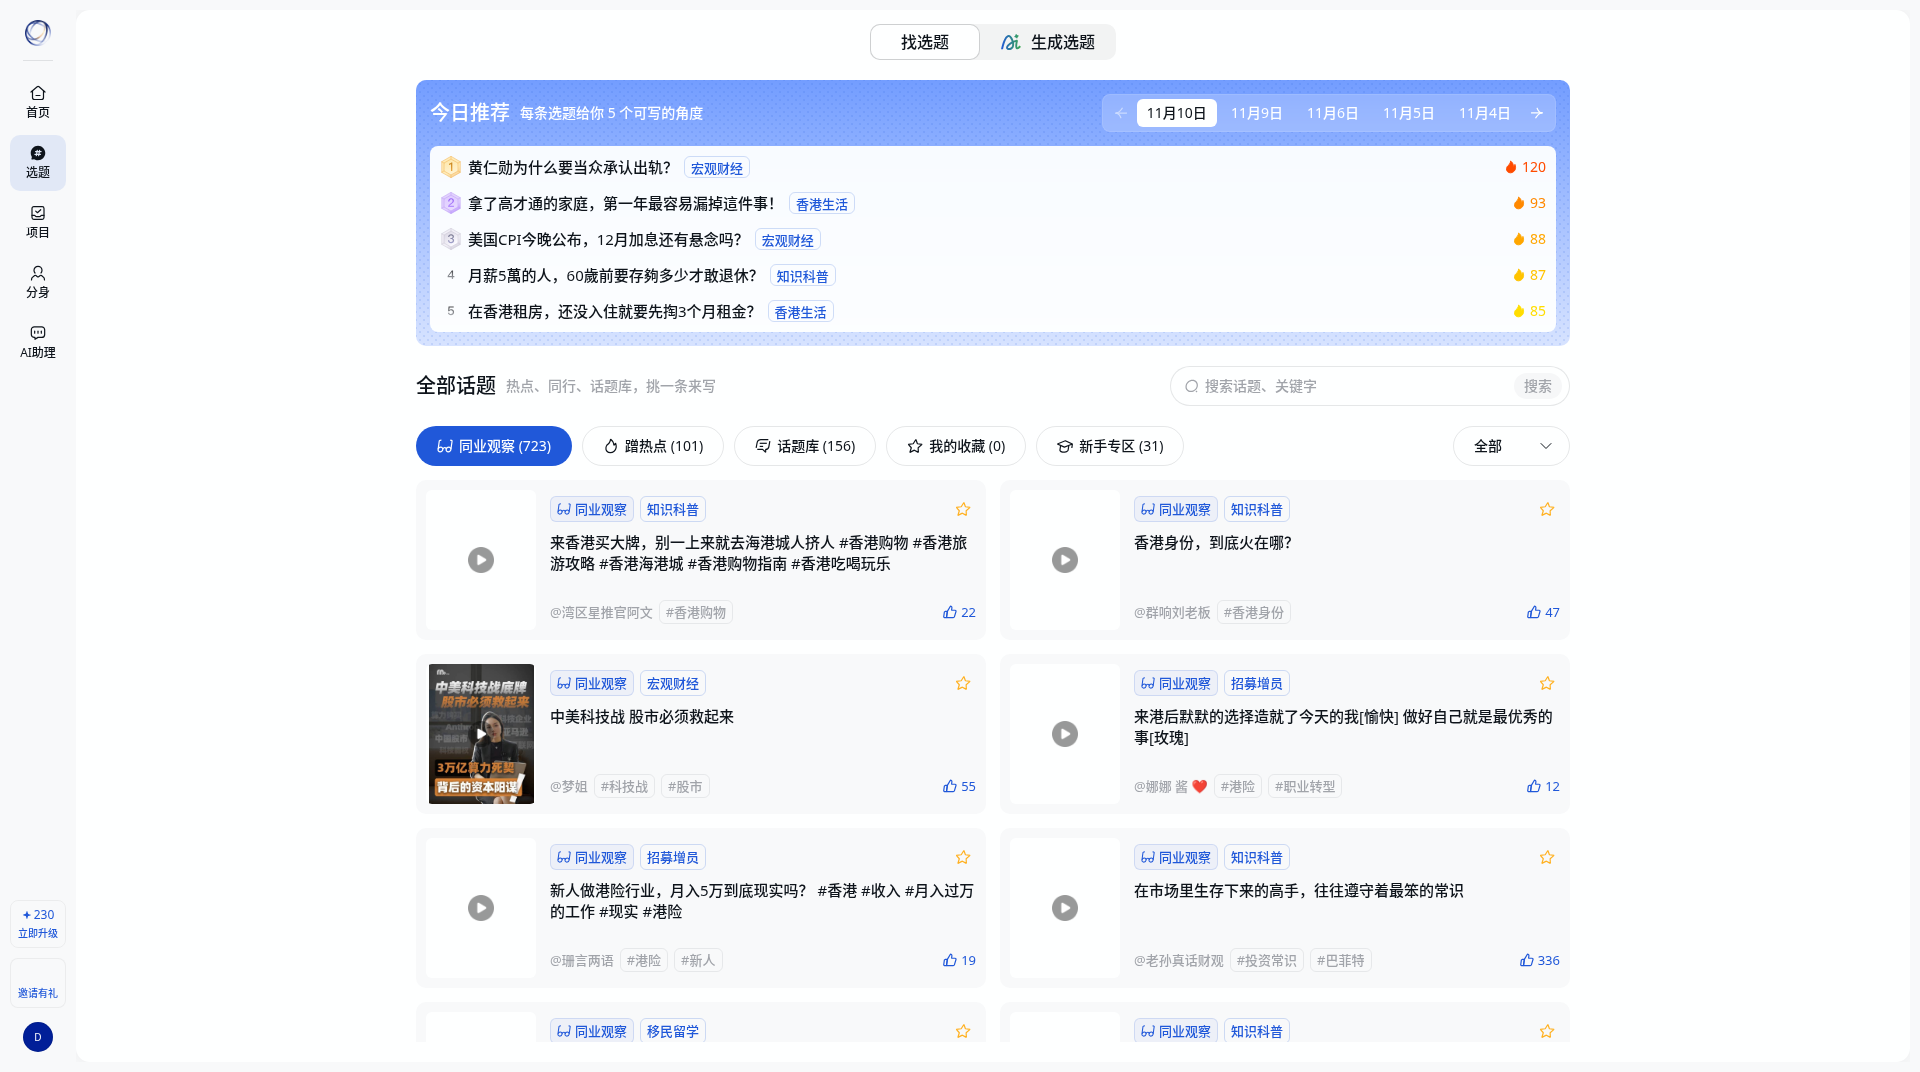 找选题
生成选题
首页
选题
项目
分身
AI助理
230
立即升级
邀请有礼
D
今日推荐 每条选题给你 5 个可写的角度
11月10日 11月9日 11月6日 11月5日 11月4日
1 黄仁勋为什么要当众承认出轨? 宏观财经 120
2 拿了高才通的家庭，第一年最容易漏掉這件事！ 香港生活 93
3 美国CPI今晚公布，12月加息还有悬念吗？ 宏观财经 88
4 月薪5萬的人，60歲前要存夠多少才敢退休？ 知识科普 87
5 在香港租房，还没入住就要先掏3个月租金？ 香港生活 85
全部话题 热点、同行、话题库，挑一条来写
搜索话题、关键字 搜索
同业观察 (723) 蹭热点 (101) 话题库 (156) 我的收藏 (0) 新手专区 (31) 全部
同业观察 知识科普
来香港买大牌，别一上来就去海港城人挤人 #香港购物 #香港旅
游攻略 #香港海港城 #香港购物指南 #香港吃喝玩乐
@湾区星推官阿文 #香港购物 22
同业观察 知识科普
香港身份，到底火在哪？
@群响刘老板 #香港身份 47
中美科技战底牌
股市必须救起来
3万亿算力死契
背后的资本阳谋
同业观察 宏观财经
中美科技战 股市必须救起来
@梦姐 #科技战 #股市 55
同业观察 招募增员
来港后默默的选择造就了今天的我[愉快] 做好自己就是最优秀的
事[玫瑰]
@娜娜 酱 ❤️ #港险 #职业转型 12
同业观察 招募增员
新人做港险行业，月入5万到底现实吗？ #香港 #收入 #月入过万
的工作 #现实 #港险
@珊言两语 #港险 #新人 19
同业观察 知识科普
在市场里生存下来的高手，往往遵守着最笨的常识
@老孙真话财观 #投资常识 #巴菲特 336
同业观察 移民留学
同业观察 知识科普